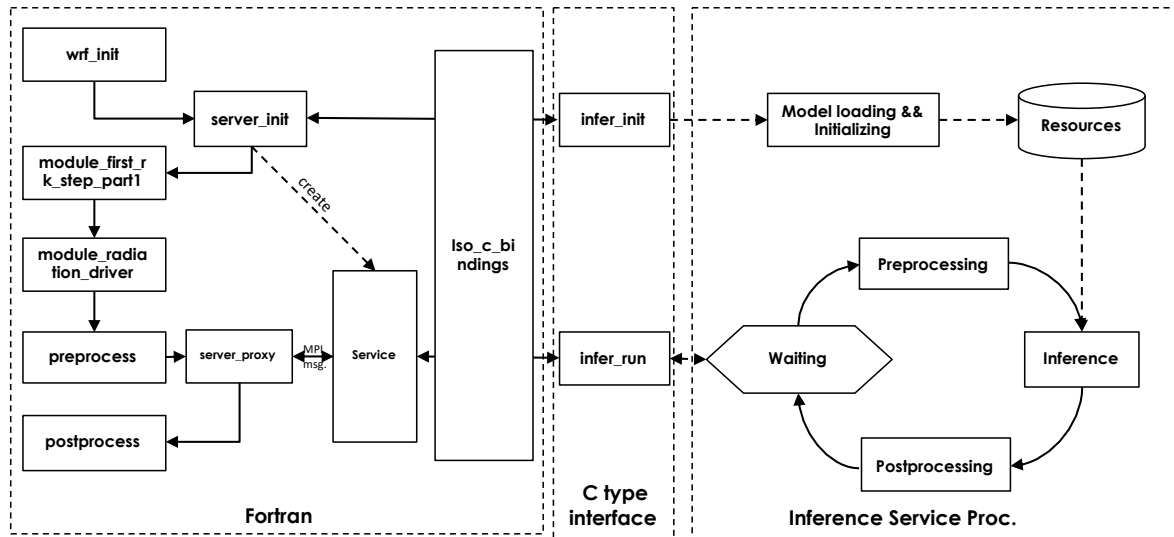 wrf_init
server_init
module_first_r
k_step_part1
create
module_radia
tion_driver
preprocess
server_proxy
MPI
msg.
Service
postprocess
Iso_c_bi
ndings
Fortran
infer_init
infer_run
C type
interface
Model loading &&
Initializing
Resources
Preprocessing
Waiting
Inference
Postprocessing
Inference Service Proc.